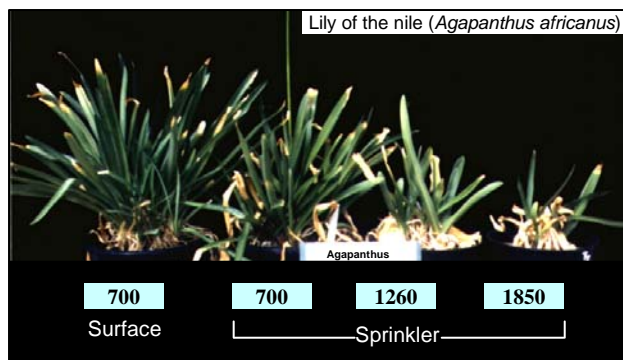 Lily of the nile (Agapanthus africanus)
Agapanthus
700 700 1260 1850
Surface Sprinkler